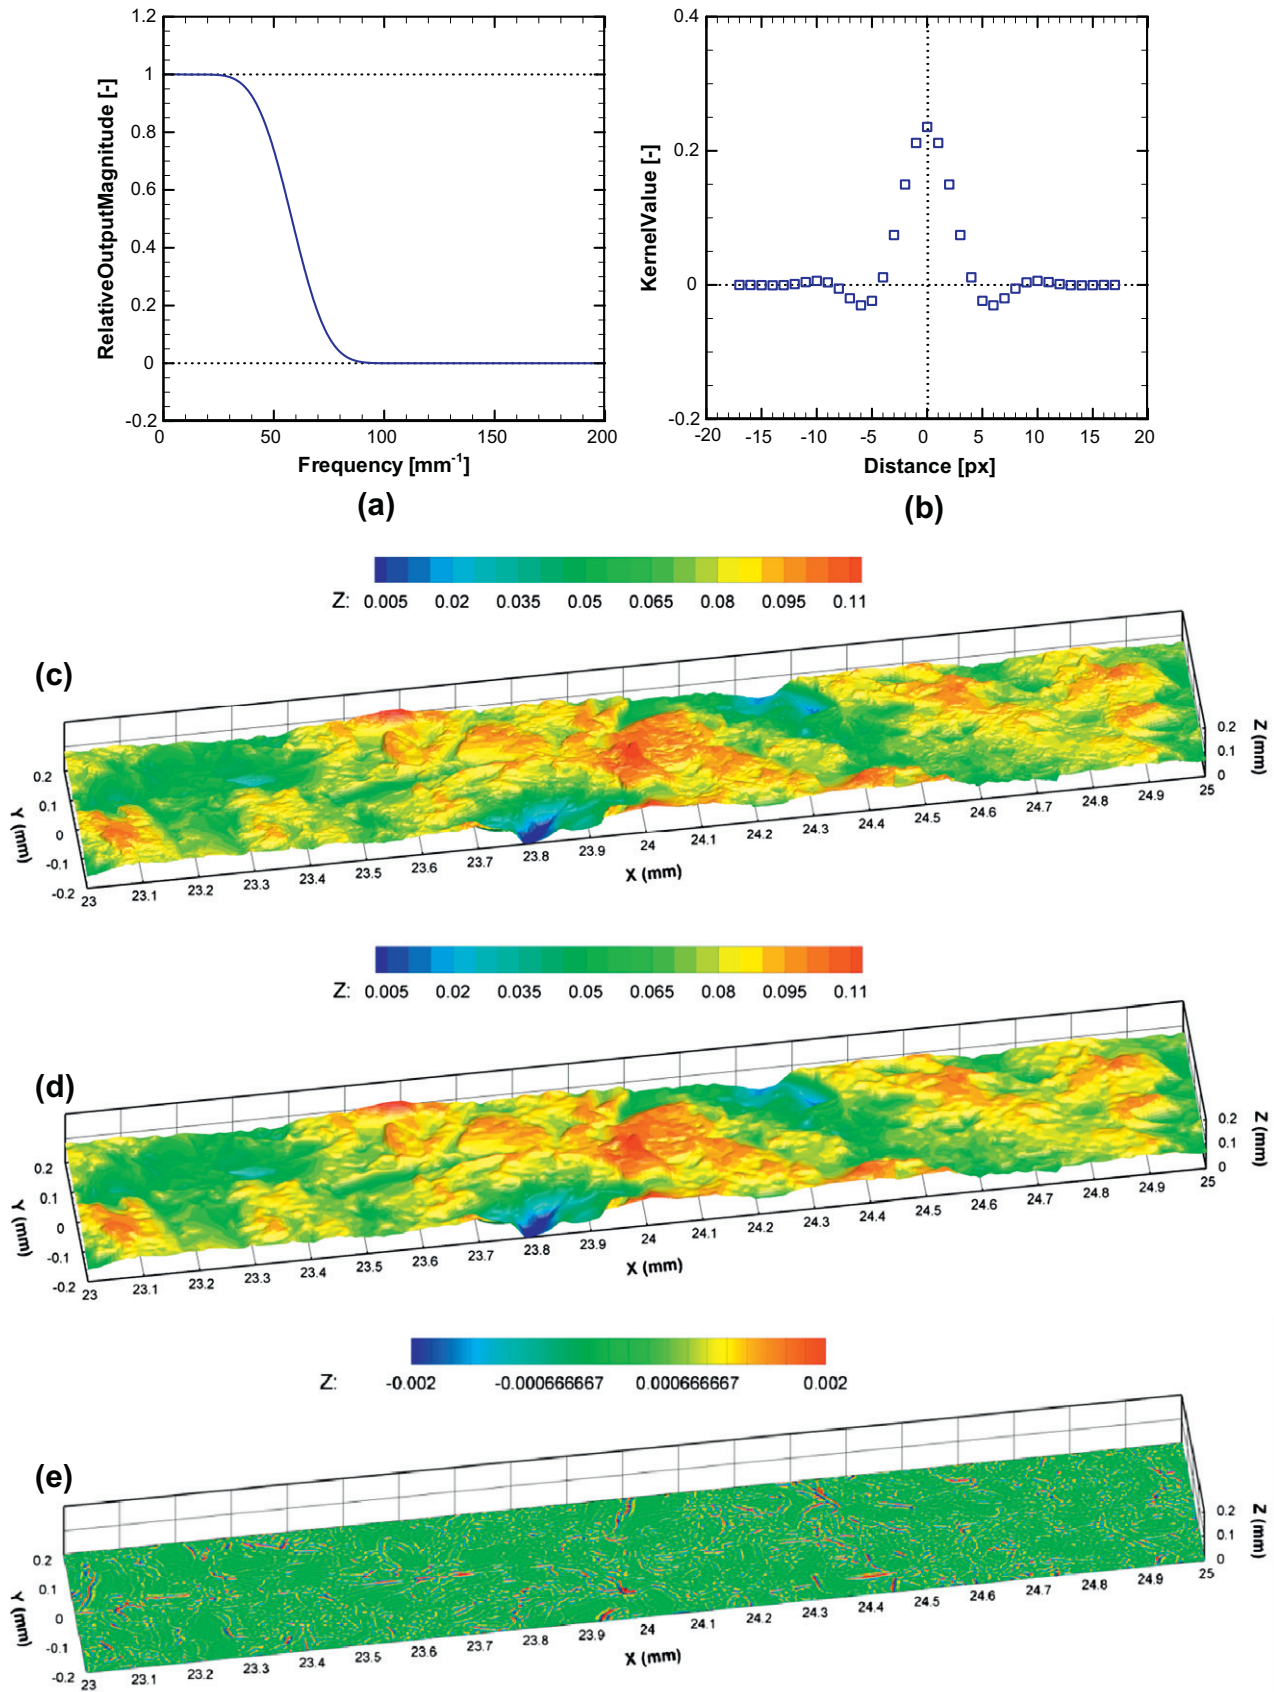 1.2
1
0.8
0.6
0.4
0.2
0
-0.2
RelativeOutputMagnitude [-]
0 50 100 150 200
Frequency [mm-1]
(a)
0.4
0.2
0
-0.2
KernelValue [-]
-20 -15 -10 -5 0 5 10 15 20
Distance [px]
(b)
Z: 0.005 0.02 0.035 0.05 0.065 0.08 0.095 0.11
(c)
0.2
0.1
0
-0.1
-0.2
Y (mm)
23 23.1 23.2 23.3 23.4 23.5 23.6 23.7 23.8 23.9 24 24.1 24.2 24.3 24.4 24.5 24.6 24.7 24.8 24.9 25
X (mm)
0.2
0.1
0
Z (mm)
Z: 0.005 0.02 0.035 0.05 0.065 0.08 0.095 0.11
(d)
0.2
0.1
0
-0.1
-0.2
Y (mm)
23 23.1 23.2 23.3 23.4 23.5 23.6 23.7 23.8 23.9 24 24.1 24.2 24.3 24.4 24.5 24.6 24.7 24.8 24.9 25
X (mm)
0.2
0.1
0
Z (mm)
Z: -0.002 -0.000666667 0.000666667 0.002
(e)
0.2
0.1
0
-0.1
-0.2
Y (mm)
23 23.1 23.2 23.3 23.4 23.5 23.6 23.7 23.8 23.9 24 24.1 24.2 24.3 24.4 24.5 24.6 24.7 24.8 24.9 25
X (mm)
0.2
0.1
0
Z (mm)